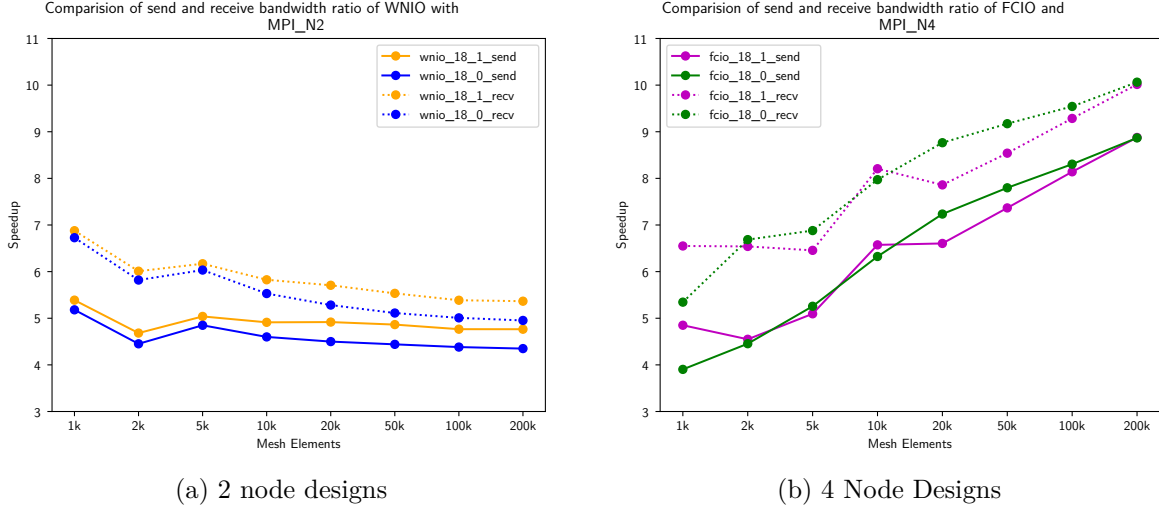 Comparision of send and receive bandwidth ratio of WNIO with
MPI_N2
11
10
9
8
7
6
5
4
3
Speedup
wnio_18_1_send
wnio_18_0_send
wnio_18_1_recv
wnio_18_0_recv
1k 2k 5k 10k 20k 50k 100k 200k
Mesh Elements
(a) 2 node designs
Comparision of send and receive bandwidth ratio of FCIO and
MPI_N4
11
10
9
8
7
6
5
4
3
Speedup
fcio_18_1_send
fcio_18_0_send
fcio_18_1_recv
fcio_18_0_recv
1k 2k 5k 10k 20k 50k 100k 200k
Mesh Elements
(b) 4 Node Designs